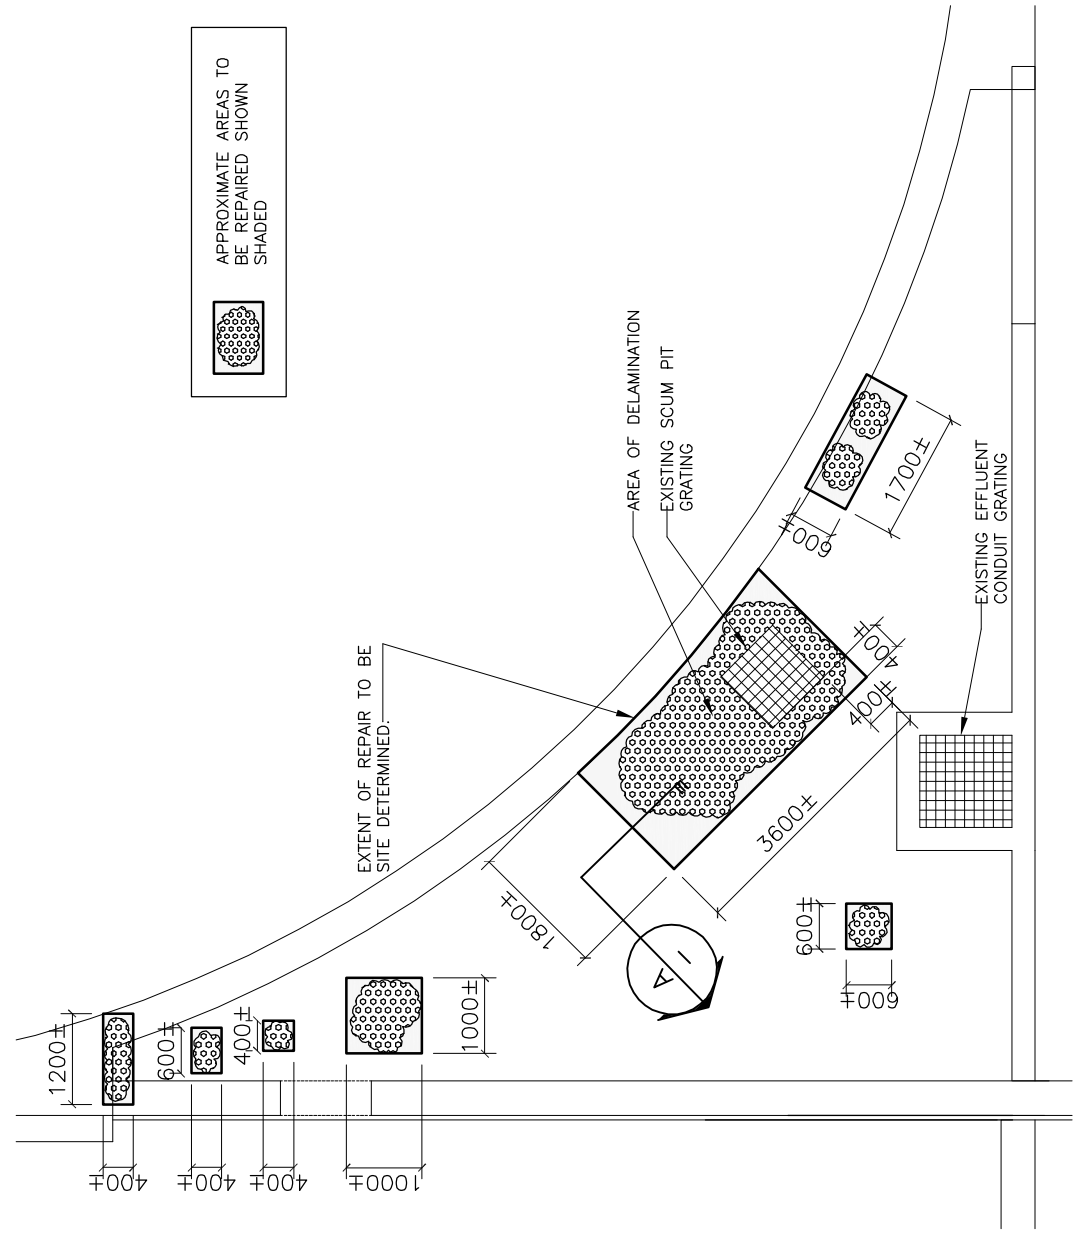 APPROXIMATE AREAS TO
BE REPAIRED SHOWN
SHADED
AREA OF DELAMINATION
EXISTING SCUM PIT
GRATING
EXISTING EFFLUENT
CONDUIT GRATING
EXTENT OF REPAIR TO BE
SITE DETERMINED.
1700±
600±
400±
400±
3600±
1800±
A
1
600±
600±
1200±
600±
400±
1000±
400±
400±
400±
1000±